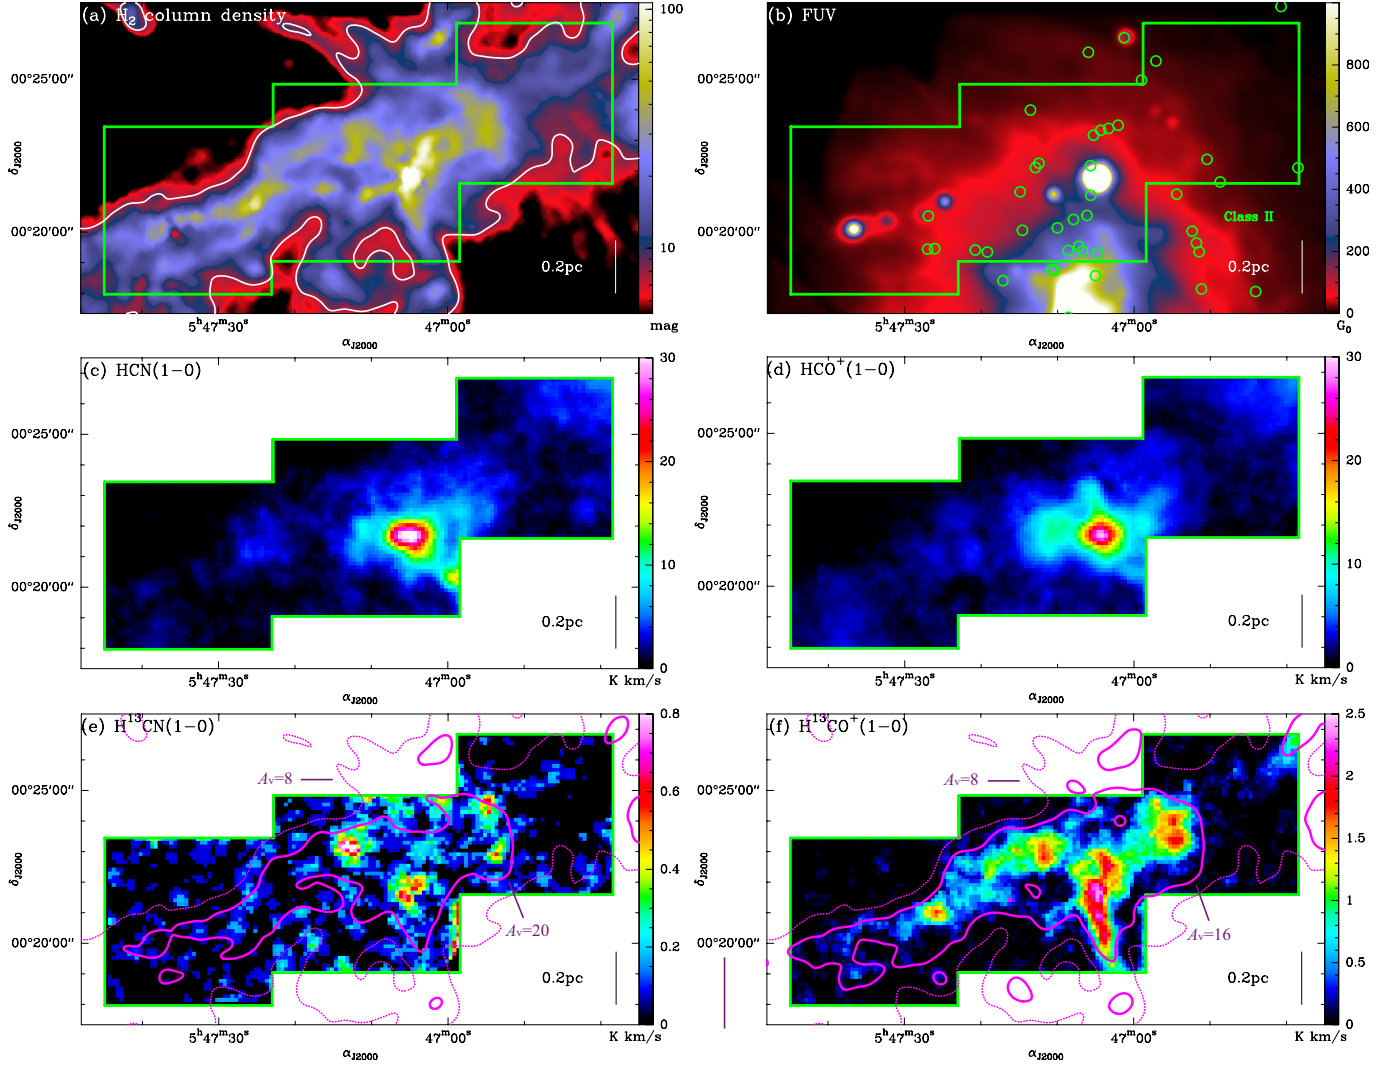 (a) H₂ column density
00°25′00″
00°20′00″
δJ2000
0.2pc
100
10
5ʰ47ᵐ30ˢ
47ᵐ00ˢ
mag
αJ2000
(b) FUV
00°25′00″
00°20′00″
δJ2000
Class II
0.2pc
800
600
400
200
0
5ʰ47ᵐ30ˢ
47ᵐ00ˢ
G₀
αJ2000
(c) HCN(1−0)
00°25′00″
00°20′00″
δJ2000
0.2pc
30
20
10
0
5ʰ47ᵐ30ˢ
47ᵐ00ˢ
K km/s
αJ2000
(d) HCO⁺(1−0)
00°25′00″
00°20′00″
δJ2000
0.2pc
30
20
10
0
5ʰ47ᵐ30ˢ
47ᵐ00ˢ
K km/s
αJ2000
(e) H¹³CN(1−0)
Aᵥ=8
00°25′00″
00°20′00″
δJ2000
Aᵥ=20
0.2pc
0.8
0.6
0.4
0.2
0
5ʰ47ᵐ30ˢ
47ᵐ00ˢ
K km/s
αJ2000
(f) H¹³CO⁺(1−0)
Aᵥ=8
00°25′00″
00°20′00″
δJ2000
Aᵥ=16
0.2pc
2.5
2
1.5
1
0.5
0
5ʰ47ᵐ30ˢ
47ᵐ00ˢ
K km/s
αJ2000